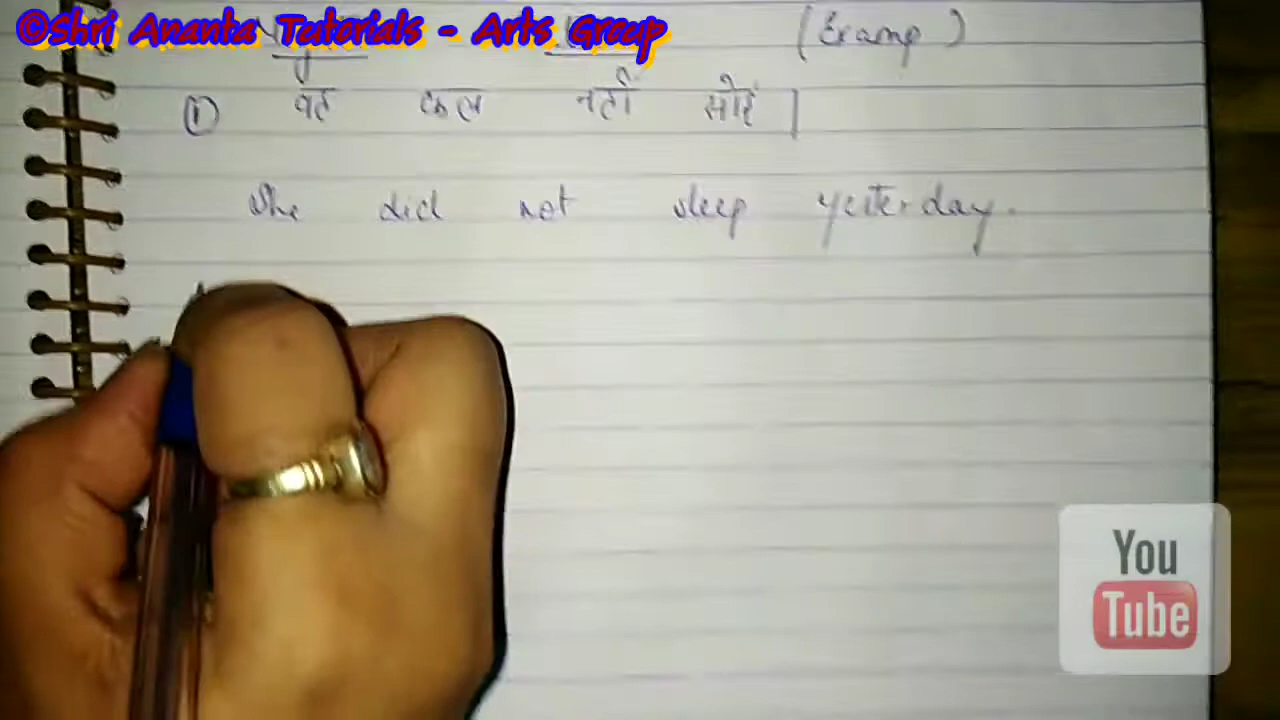 ©Shri Ananta Tutorials - Arts Group
(Examp)
① वह कल नहीं सोई।
She did not sleep yesterday.
You
Tube